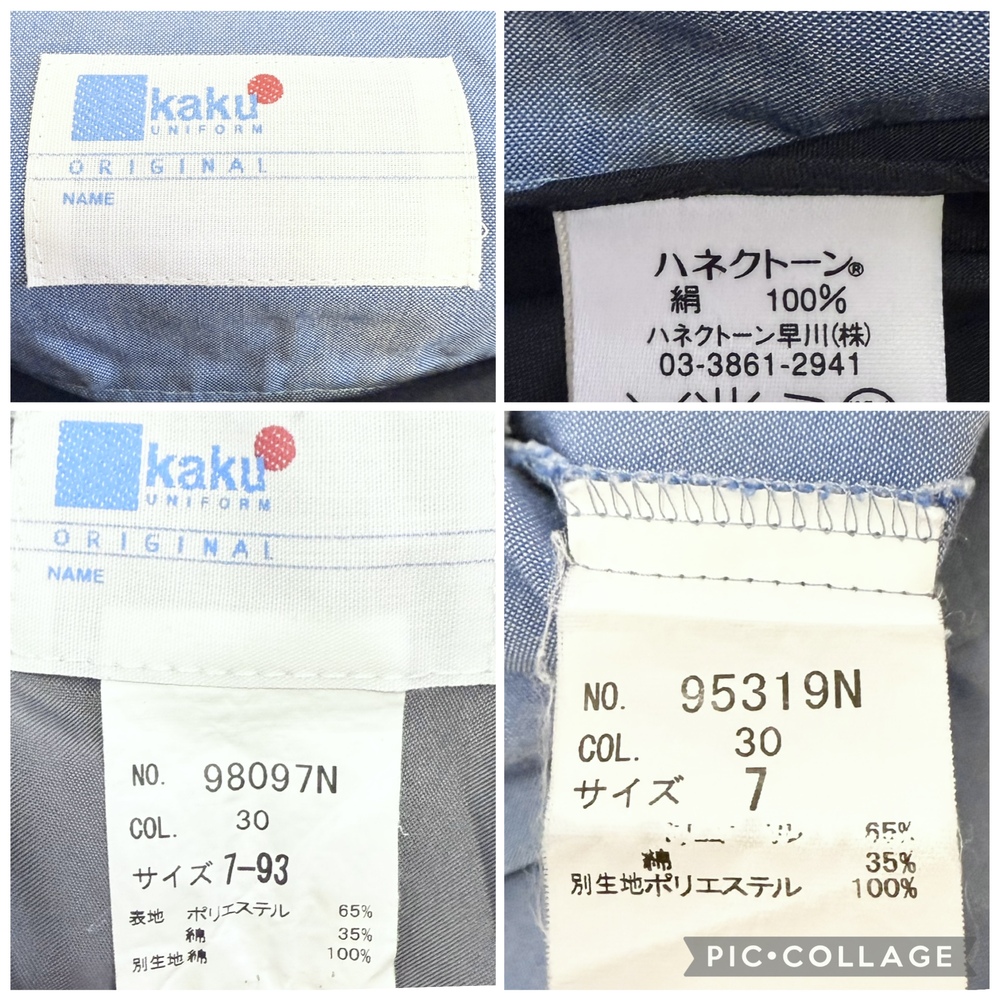 kaku
UNIFORM
ORIGINAL
NAME
ハネクトーン®
絹 100%
ハネクトーン早川(株)
03-3861-2941
kaku
UNIFORM
ORIGINAL
NAME
NO. 98097N
COL. 30
サイズ 7-93
表地 ポリエステル 65%
綿 35%
別生地 綿 100%
NO. 95319N
COL. 30
サイズ 7
65%
綿 35%
別生地ポリエステル 100%
PIC•COLLAGE